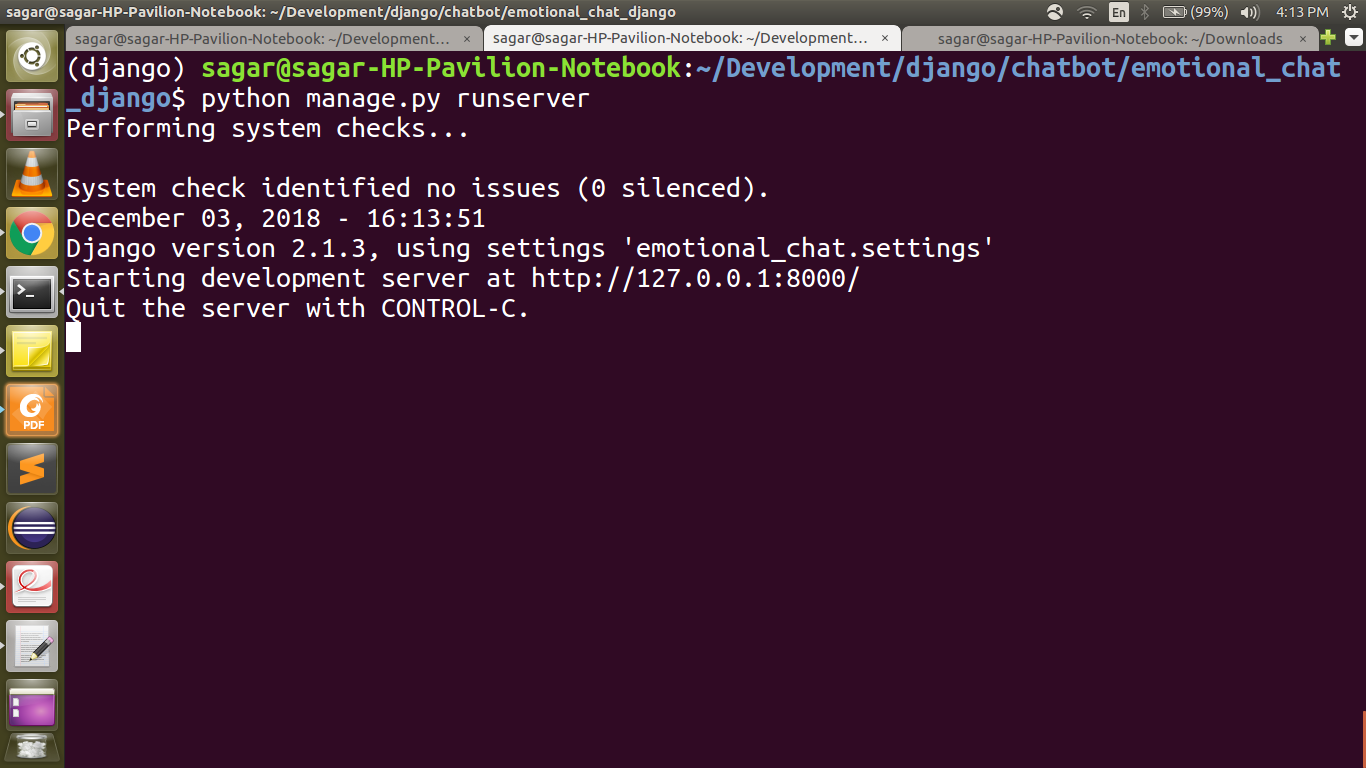 sagar@sagar-HP-Pavilion-Notebook: ~/Development/django/chatbot/emotional_chat_django
En
(99%)
4:13 PM
sagar@sagar-HP-Pavilion-Notebook: ~/Development... ×
sagar@sagar-HP-Pavilion-Notebook: ~/Development... ×
sagar@sagar-HP-Pavilion-Notebook: ~/Downloads ×
(django) sagar@sagar-HP-Pavilion-Notebook:~/Development/django/chatbot/emotional_chat
_django$ python manage.py runserver
Performing system checks...
System check identified no issues (0 silenced).
December 03, 2018 - 16:13:51
Django version 2.1.3, using settings 'emotional_chat.settings'
Starting development server at http://127.0.0.1:8000/
Quit the server with CONTROL-C.
PDF